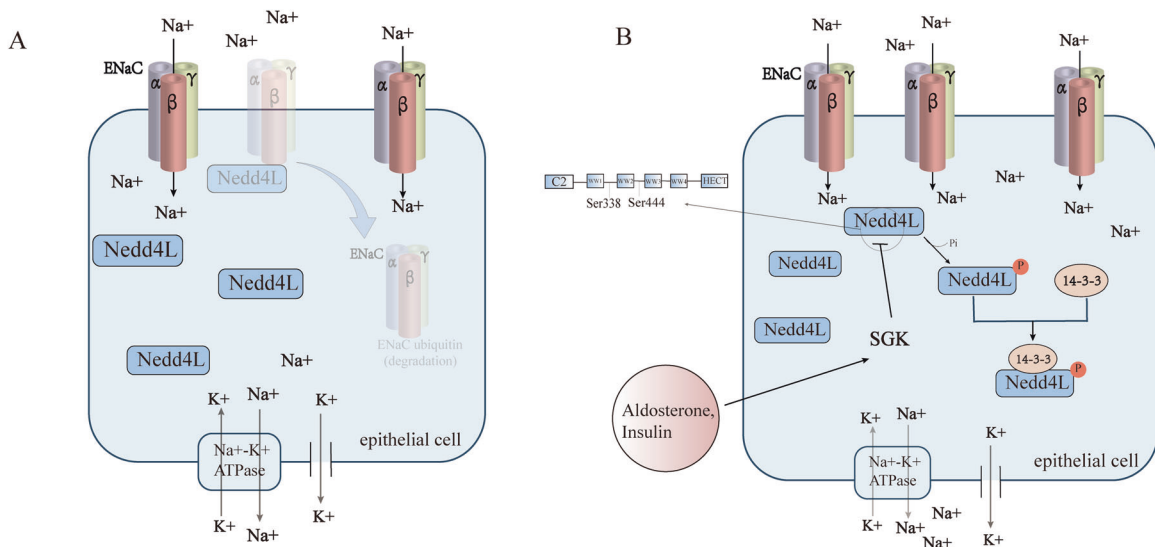 A
Na+
Na+
Na+
Na+
ENaC
α
γ
β
α
γ
β
α
γ
β
Na+
Nedd4L
Na+
Na+
Nedd4L
ENaC
α
γ
β
Nedd4L
ENaC ubiquitin
(degradation)
Nedd4L
Na+
K+
Na+
K+
Na+-K+
ATPase
epithelial cell
K+
Na+
K+
B
Na+
Na+
Na+
Na+
ENaC
α
γ
β
α
γ
β
α
γ
β
Na+
Na+
Na+
Na+
C2
WW1
WW2
WW3
WW4
HECT
Ser338
Ser444
Nedd4L
Na+
Pi
Nedd4L
Nedd4L
P
14-3-3
Nedd4L
SGK
14-3-3
Nedd4L
P
Aldosterone,
Insulin
K+
Na+
K+
Na+-K+
ATPase
epithelial cell
K+
Na+
Na+
Na+
K+